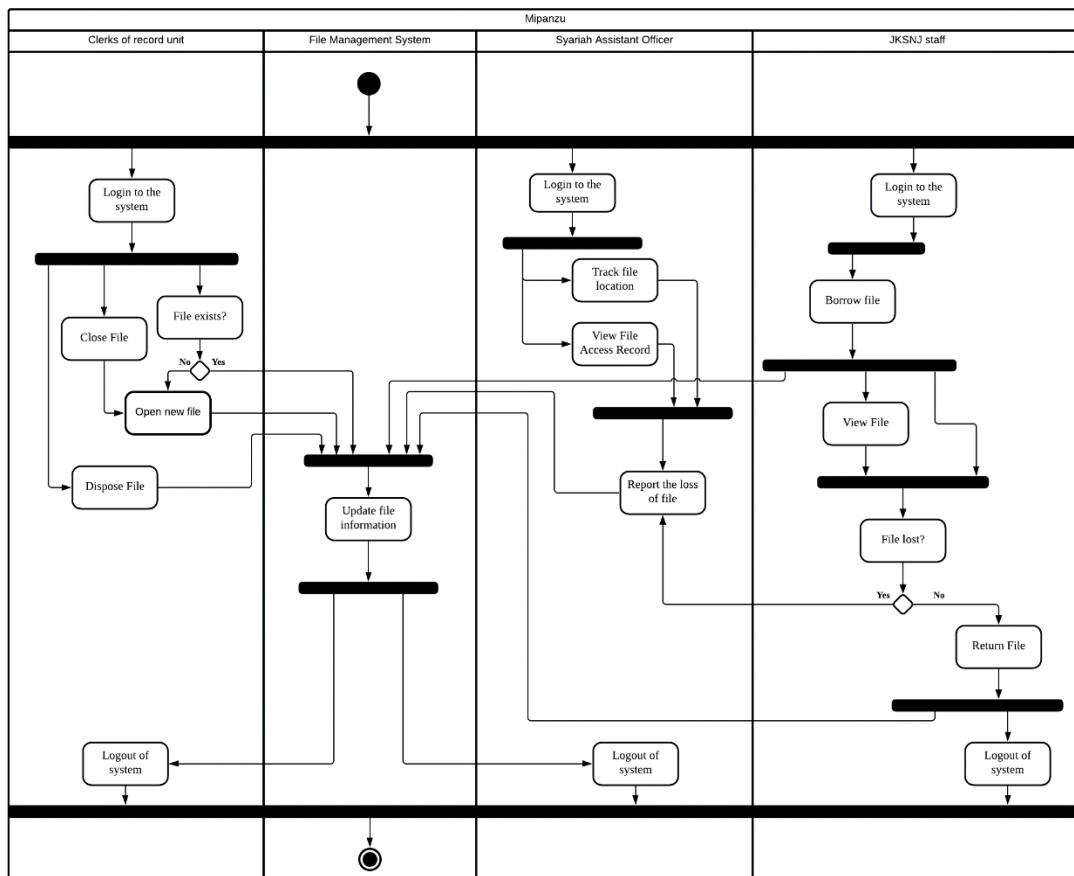 Mipanzu
Clerks of record unit
File Management System
Syariah Assistant Officer
JKSNJ staff
Login to the
system
Login to the
system
Login to the
system
Track file
location
Borrow file
File exists?
Close File
View File
Access Record
No
Yes
Open new file
View File
Dispose File
Report the loss
of file
Update file
information
File lost?
Yes
No
Return File
Logout of
system
Logout of
system
Logout of
system